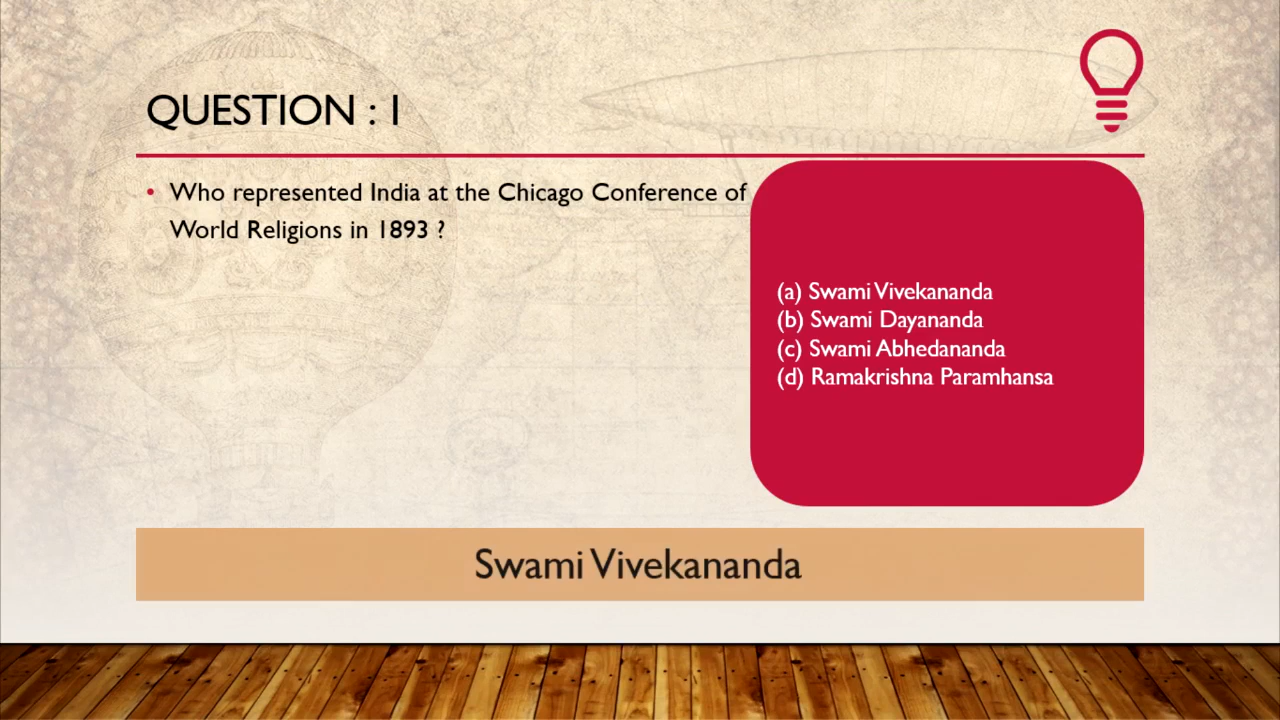 QUESTION : 1
• Who represented India at the Chicago Conference of
World Religions in 1893 ?
(a) Swami Vivekananda
(b) Swami Dayananda
(c) Swami Abhedananda
(d) Ramakrishna Paramhansa
Swami Vivekananda